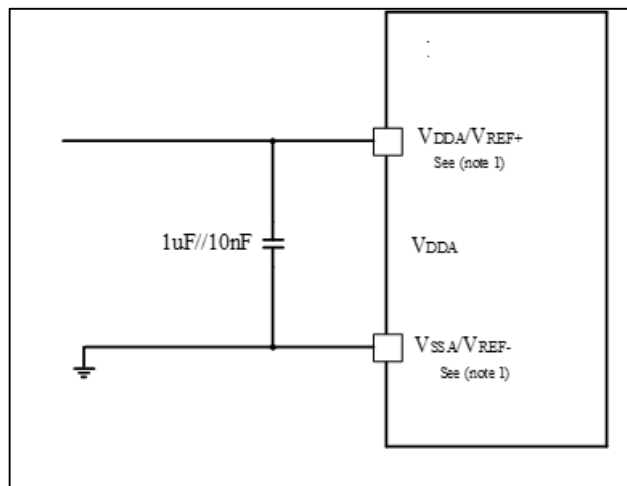 VDDA/VREF+
See (note 1)
1uF//10nF
VDDA
VSSA/VREF-
See (note 1)